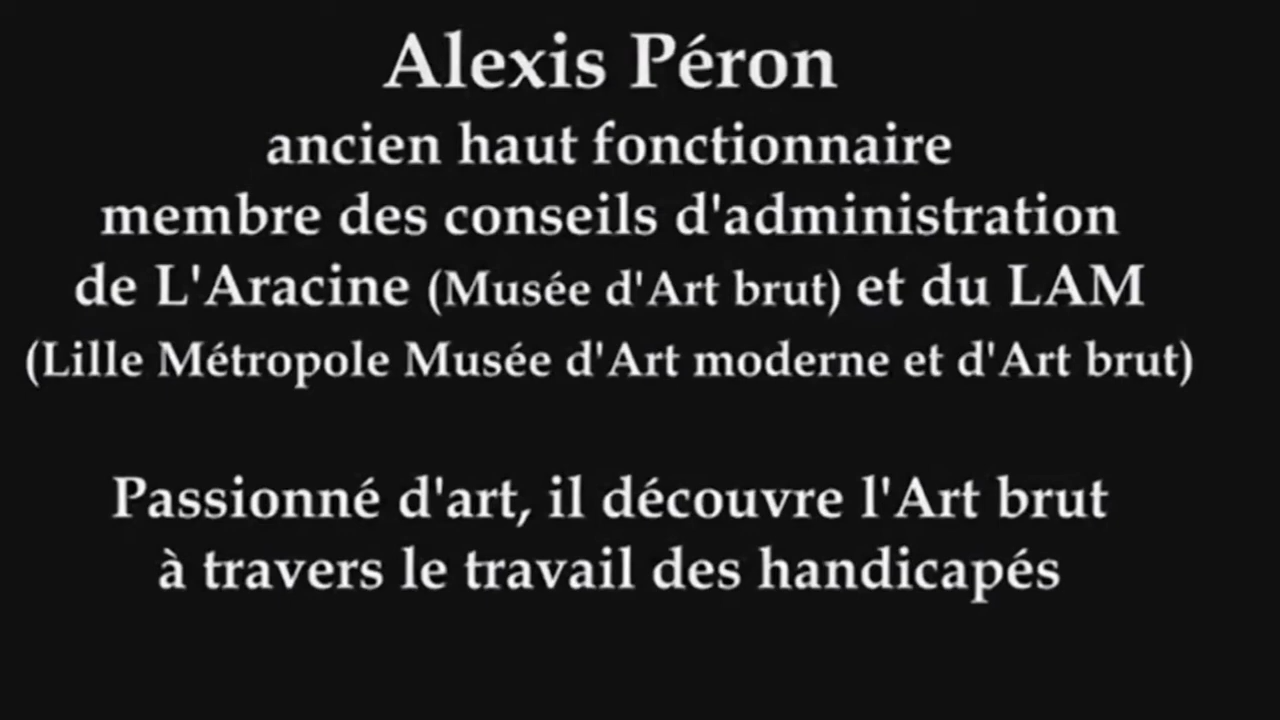 Alexis Péron
ancien haut fonctionnaire
membre des conseils d'administration
de L'Aracine (Musée d'Art brut) et du LAM
(Lille Métropole Musée d'Art moderne et d'Art brut)
Passionné d'art, il découvre l'Art brut
à travers le travail des handicapés